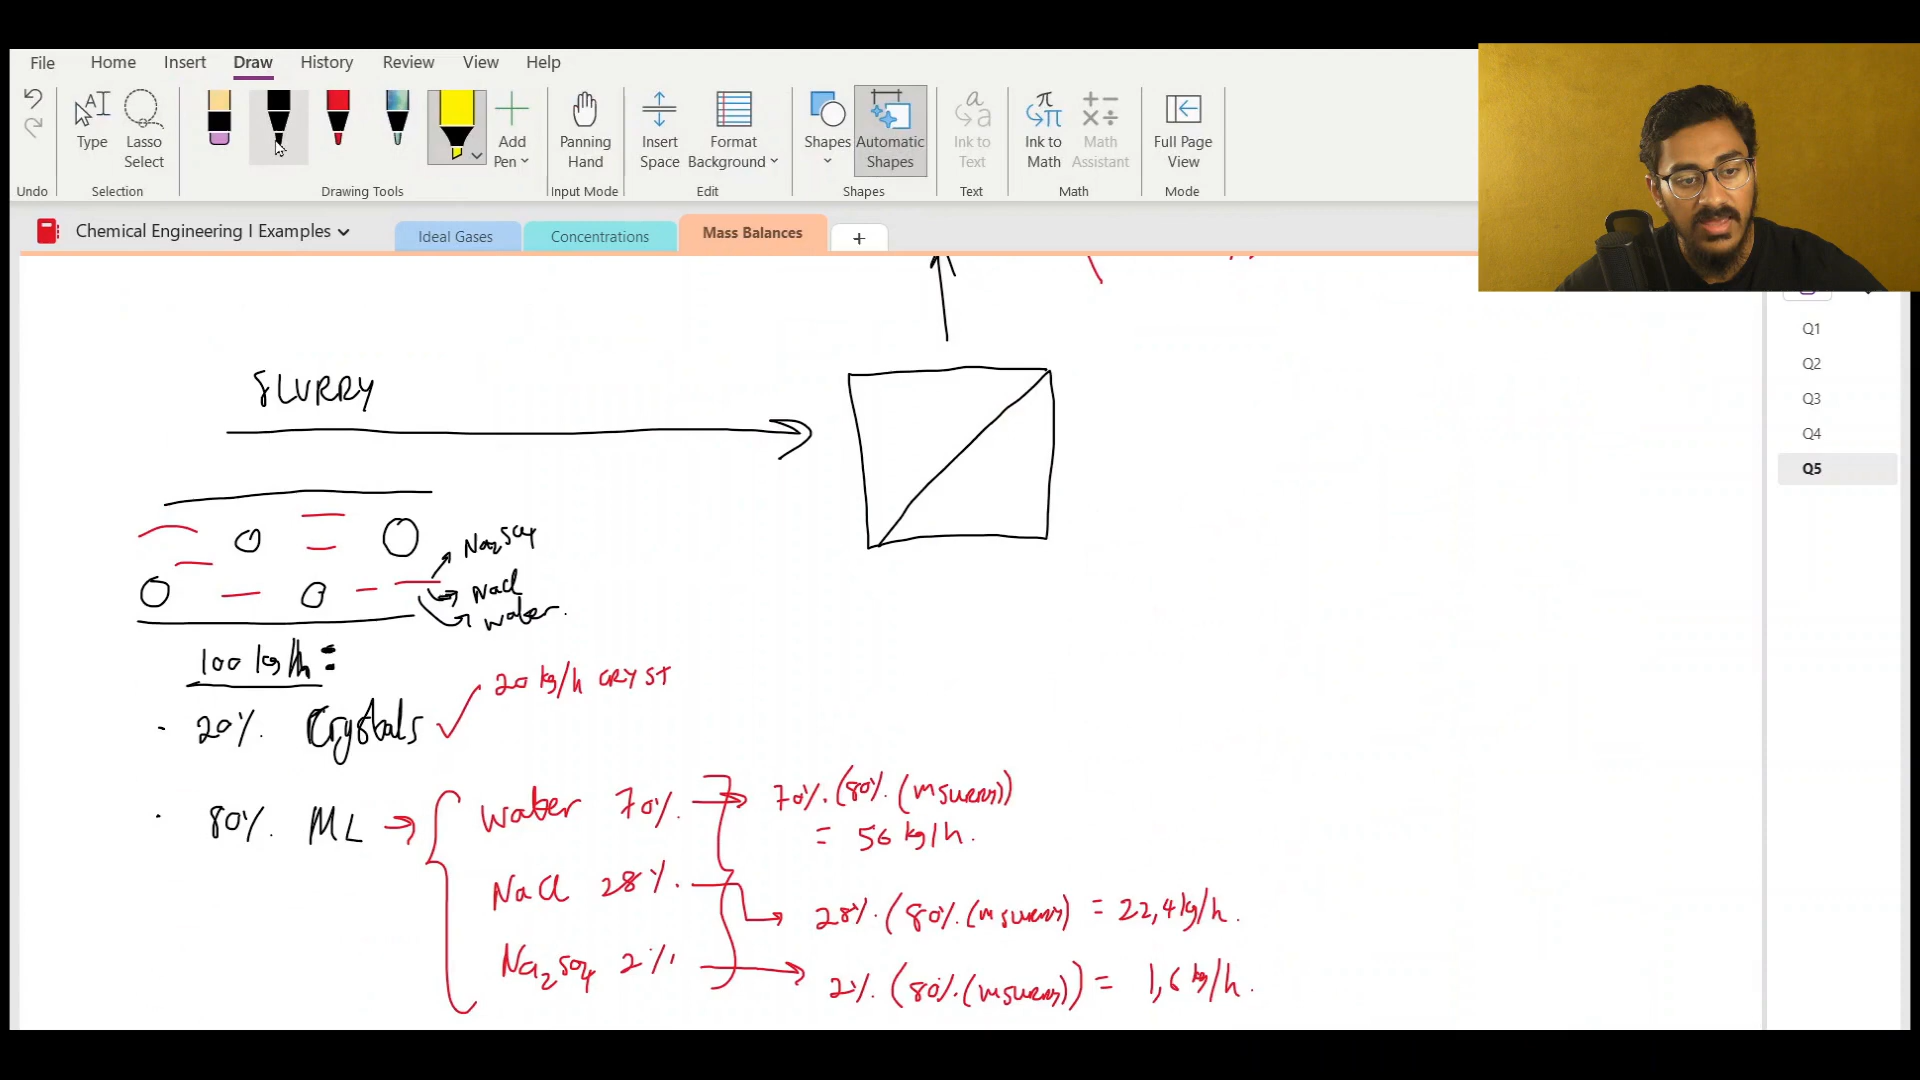 File Home Insert Draw History Review View Help
Type
Lasso Select
Add Pen
Panning Hand
Insert Space
Format Background
Shapes
Automatic Shapes
Ink to Text
Ink to Math
Math Assistant
Full Page View
Undo Selection Drawing Tools Input Mode Edit Shapes Text Math Mode
Chemical Engineering I Examples
Ideal Gases Concentrations Mass Balances +
Q1
Q2
Q3
Q4
Q5
SLURRY
Na2SO4
NaCl
water.
100 kg/h =
20 kg/h CRYST
· 20% Crystals
· 80% ML
water 70%
70% (80% (mslurry))
= 56 kg/h.
NaCl 28%
28% (80% (mslurry) = 22,4 kg/h.
Na2SO4 2%
2% (80% (mslurry)) = 1,6 kg/h.